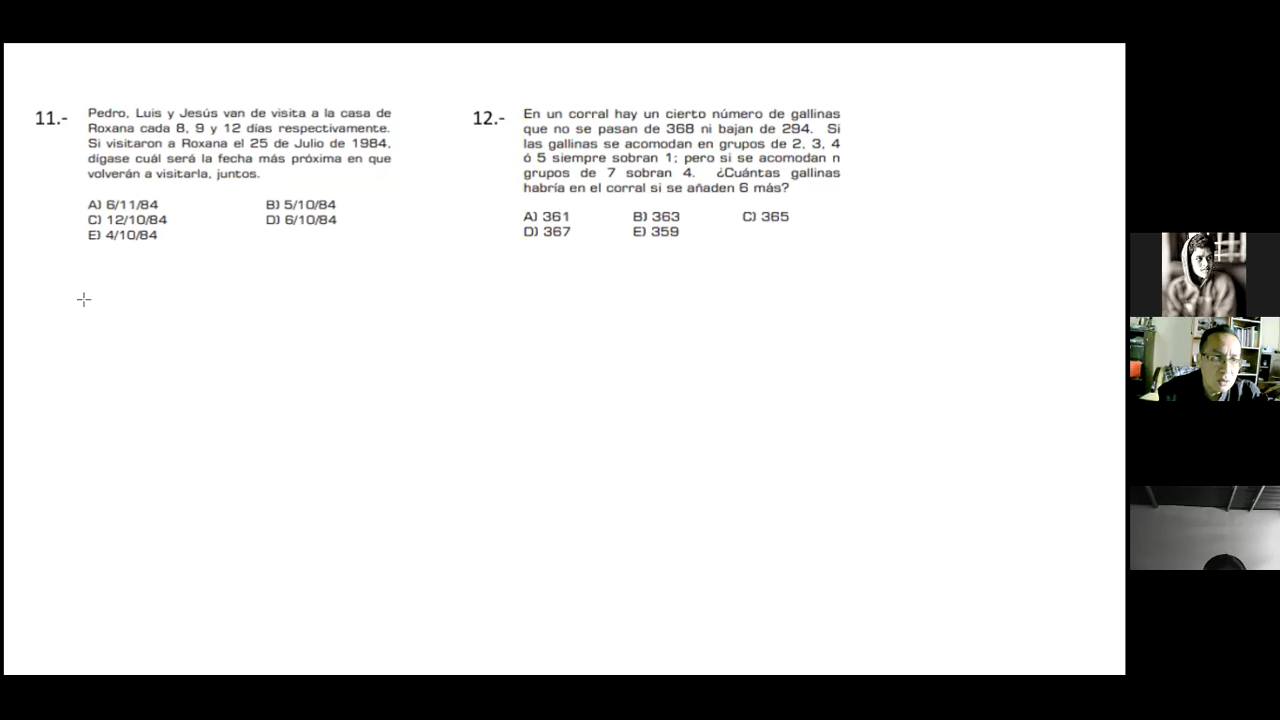 11.-
Pedro, Luis y Jesús van de visita a la casa de
Roxana cada 8, 9 y 12 días respectivamente.
Si visitaron a Roxana el 25 de Julio de 1984,
dígase cuál será la fecha más próxima en que
volverán a visitarla, juntos.
A) 6/11/84 B) 5/10/84
C) 12/10/84 D) 6/10/84
E) 4/10/84
12.-
En un corral hay un cierto número de gallinas
que no se pasan de 368 ni bajan de 294. Si
las gallinas se acomodan en grupos de 2, 3, 4
ó 5 siempre sobran 1; pero si se acomodan n
grupos de 7 sobran 4. ¿Cuántas gallinas
habría en el corral si se añaden 6 más?
A) 361 B) 363 C) 365
D) 367 E) 359